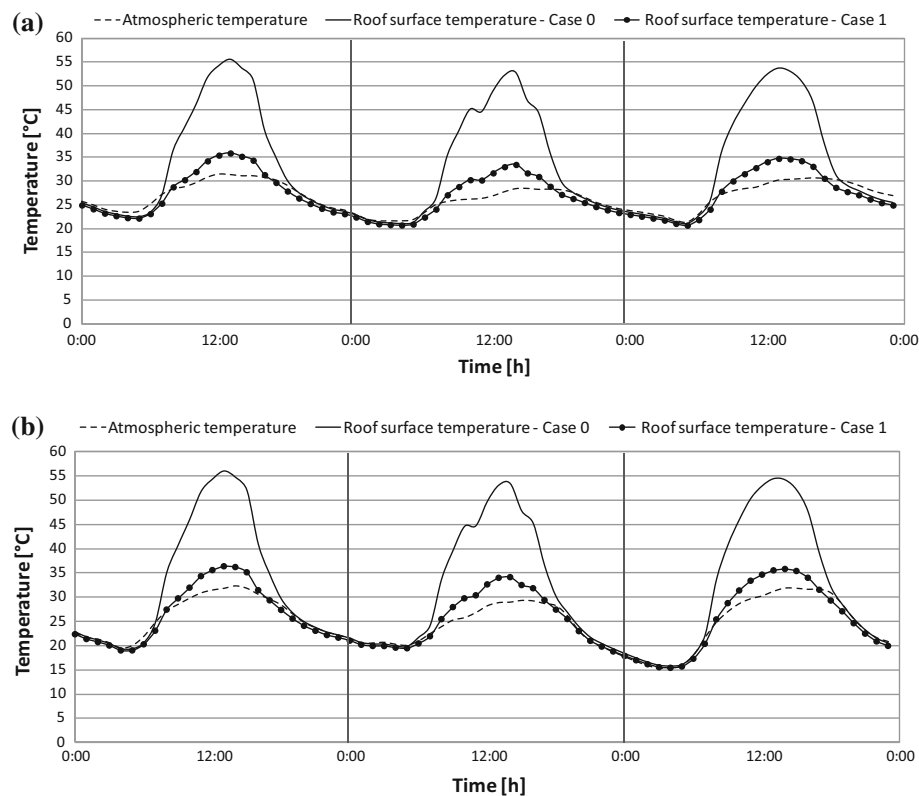 (a)
Atmospheric temperature Roof surface temperature - Case 0 Roof surface temperature - Case 1
60
55
50
45
40
35
30
25
20
15
10
5
0
Temperature [°C]
0:00 12:00 0:00 12:00 0:00 12:00 0:00
Time [h]
(b)
Atmospheric temperature Roof surface temperature - Case 0 Roof surface temperature - Case 1
60
55
50
45
40
35
30
25
20
15
10
5
0
Temperature [°C]
0:00 12:00 0:00 12:00 0:00 12:00 0:00
Time [h]